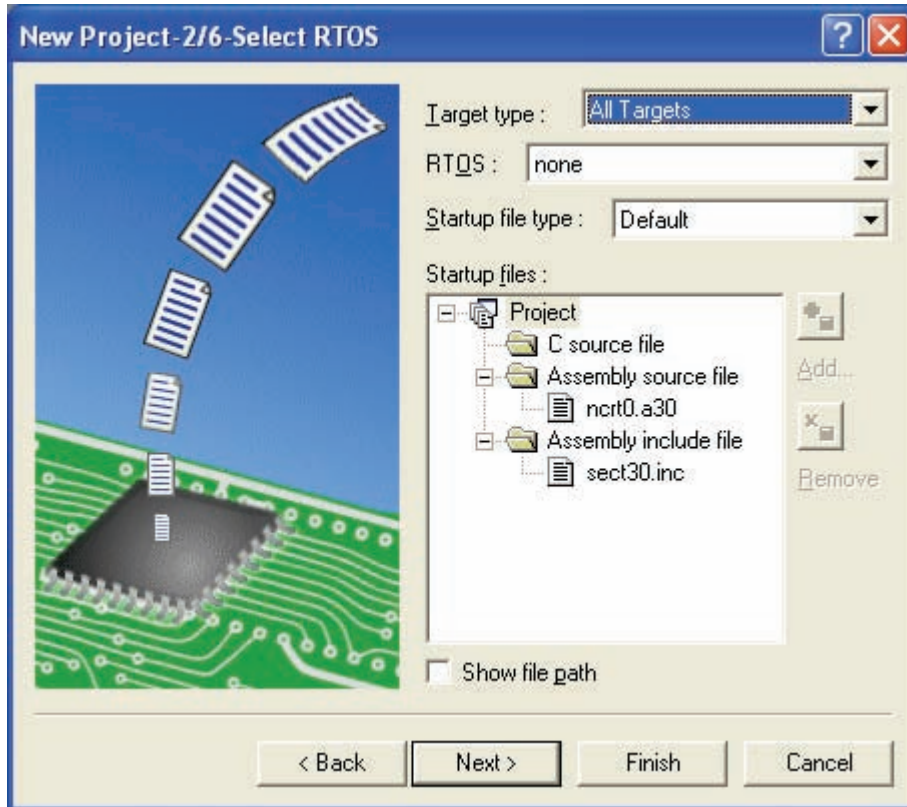 New Project-2/6-Select RTOS
Target type : All Targets
RTOS : none
Startup file type : Default
Startup files :
Project
C source file
Assembly source file
ncrt0.a30
Assembly include file
sect30.inc
Add...
Remove
Show file path
< Back Next > Finish Cancel